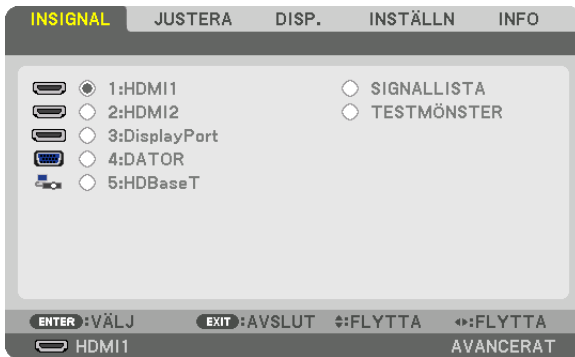 INSIGNAL JUSTERA DISP. INSTÄLLN INFO
1:HDMI1 SIGNALLISTA
2:HDMI2 TESTMÖNSTER
3:DisplayPort
4:DATOR
5:HDBaseT
ENTER:VÄLJ EXIT:AVSLUT :FLYTTA :FLYTTA
HDMI1 AVANCERAT